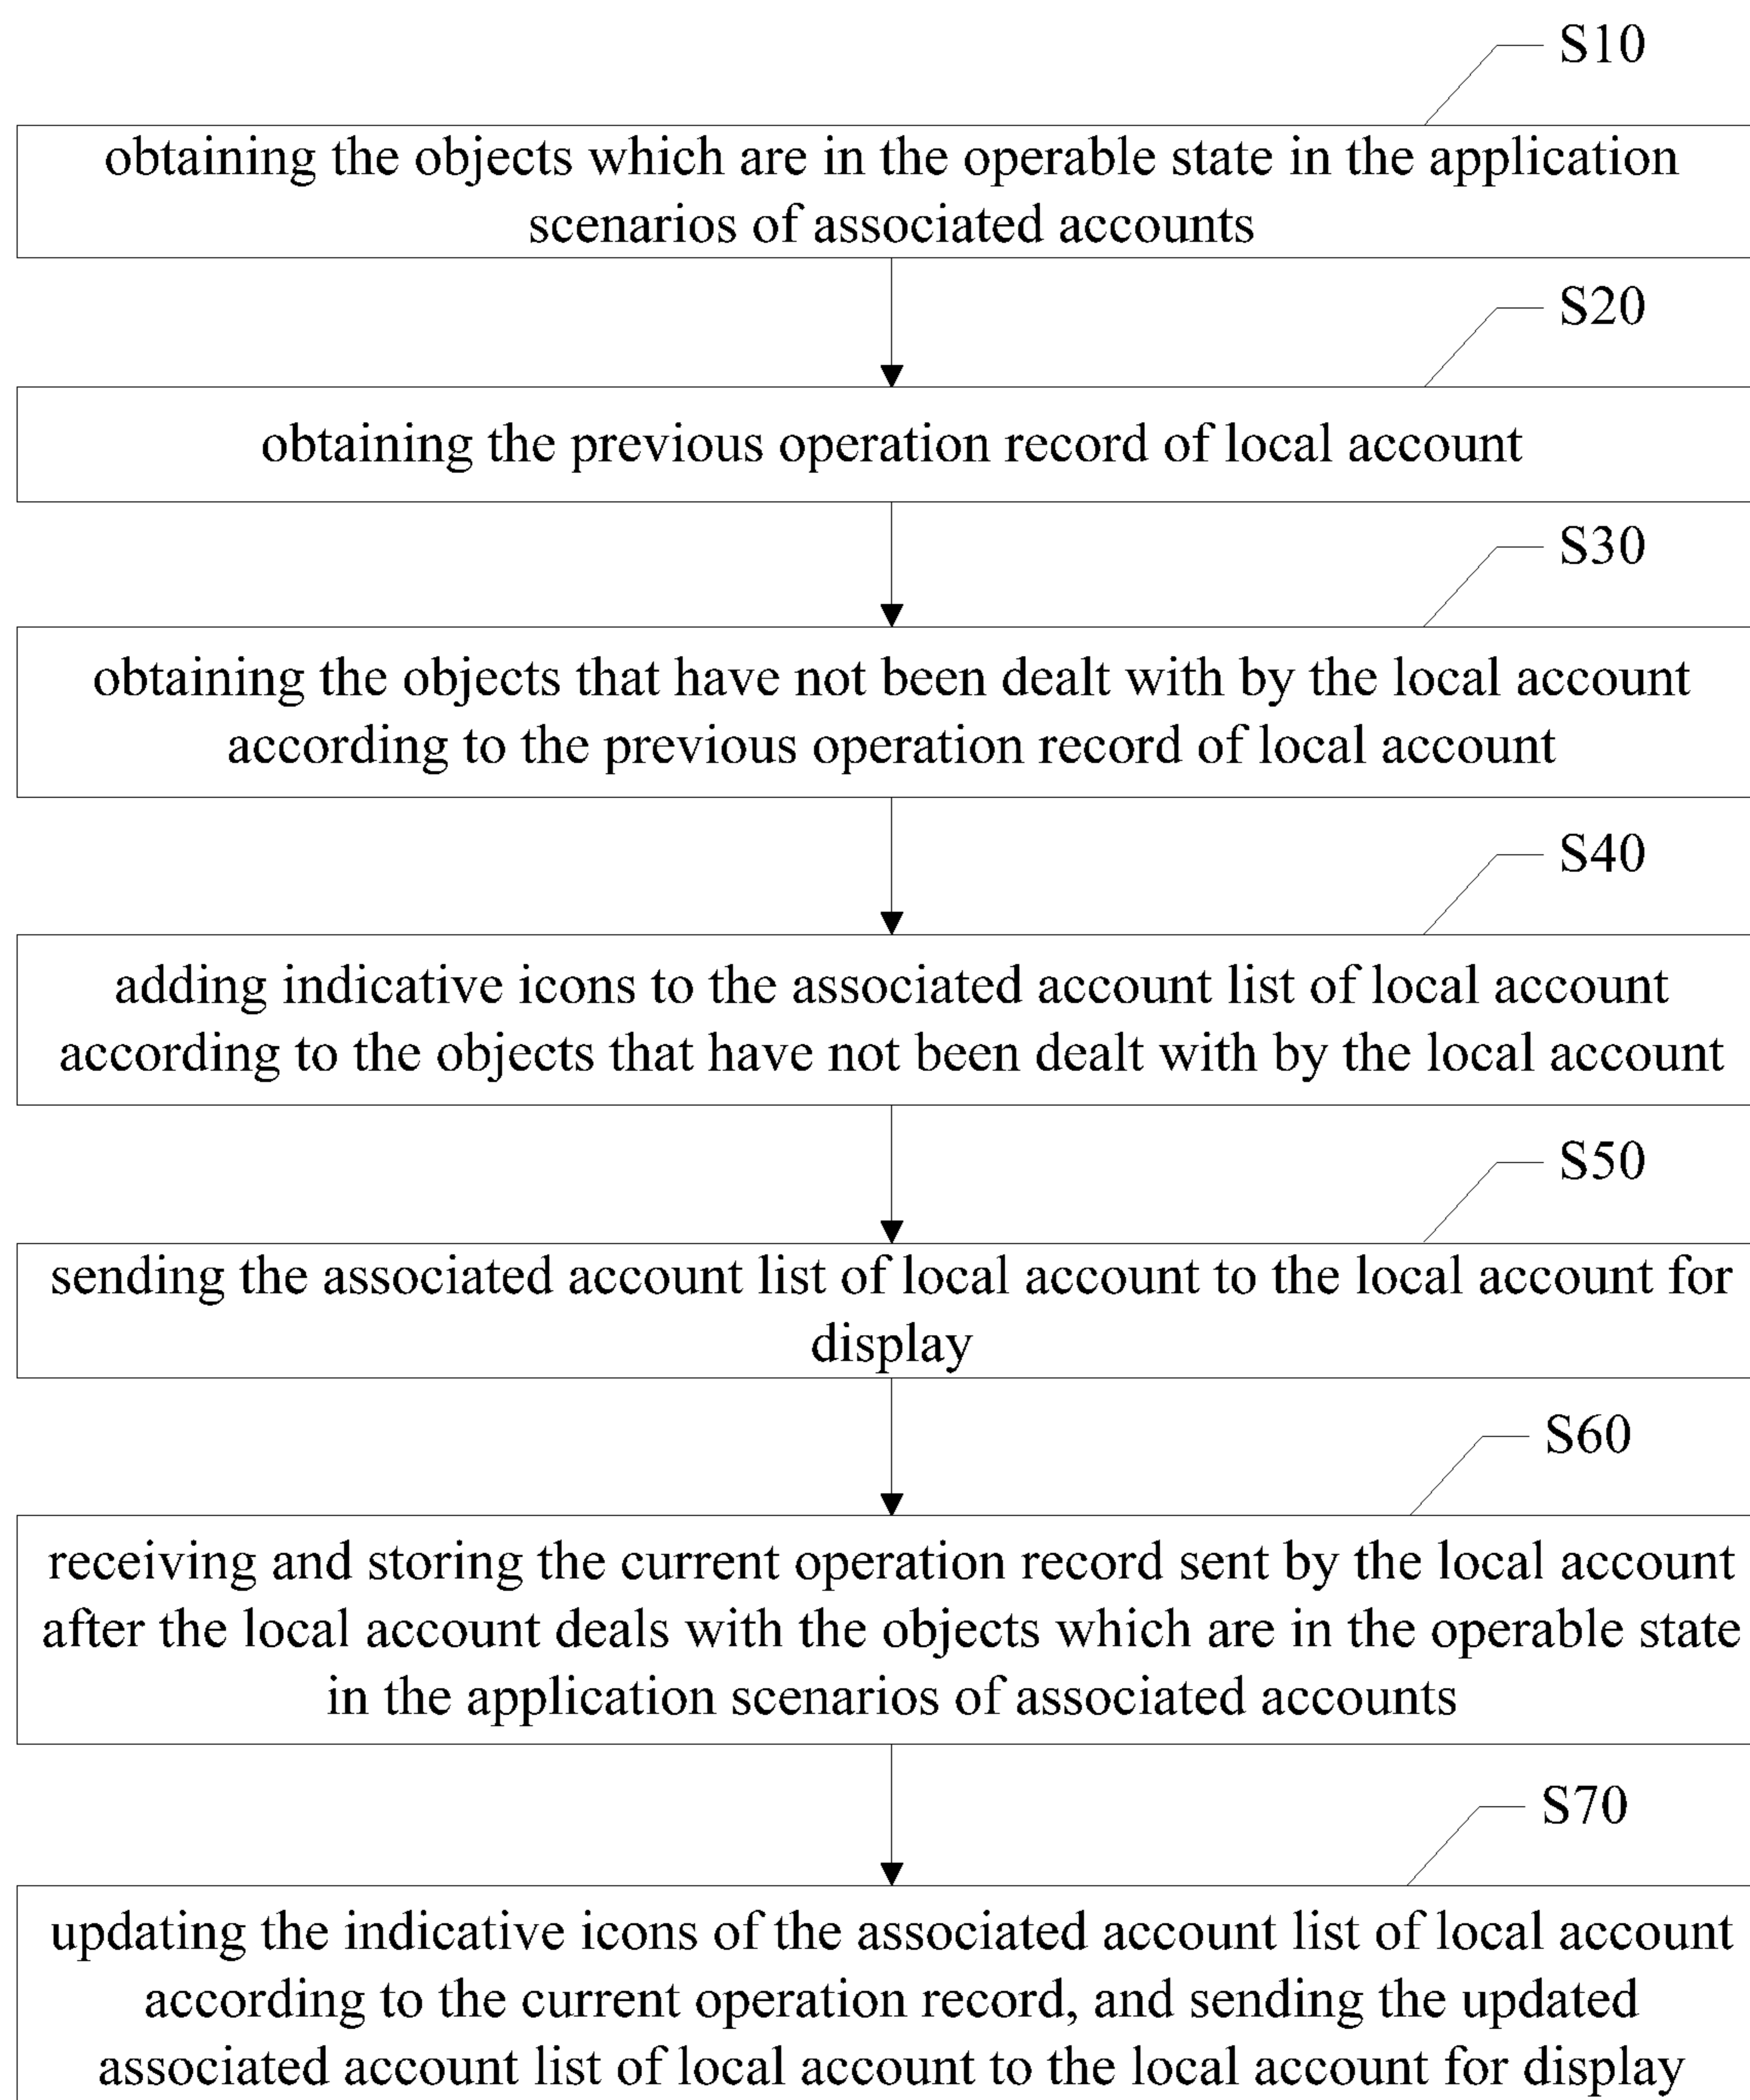 S10
obtaining the objects which are in the operable state in the application
scenarios of associated accounts
S20
obtaining the previous operation record of local account
S30
obtaining the objects that have not been dealt with by the local account
according to the previous operation record of local account
S40
adding indicative icons to the associated account list of local account
according to the objects that have not been dealt with by the local account
S50
sending the associated account list of local account to the local account for
display
S60
receiving and storing the current operation record sent by the local account
after the local account deals with the objects which are in the operable state
in the application scenarios of associated accounts
S70
updating the indicative icons of the associated account list of local account
according to the current operation record, and sending the updated
associated account list of local account to the local account for display